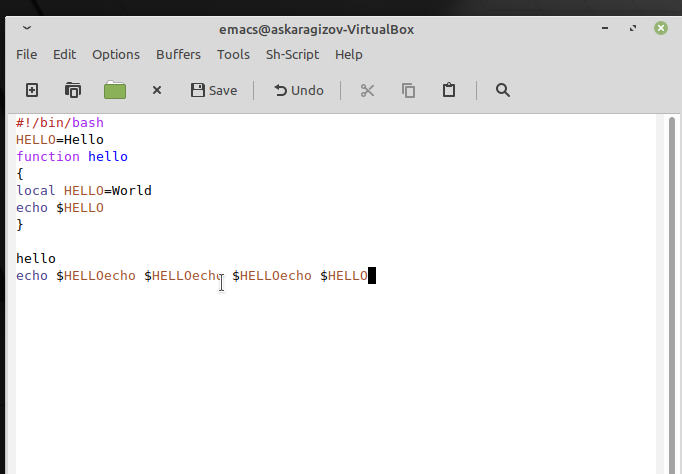 emacs@askaragizov-VirtualBox
File Edit Options Buffers Tools Sh-Script Help
Save Undo
#!/bin/bash
HELLO=Hello
function hello
{
local HELLO=World
echo $HELLO
}
hello
echo $HELLOecho $HELLOecho $HELLOecho $HELLO